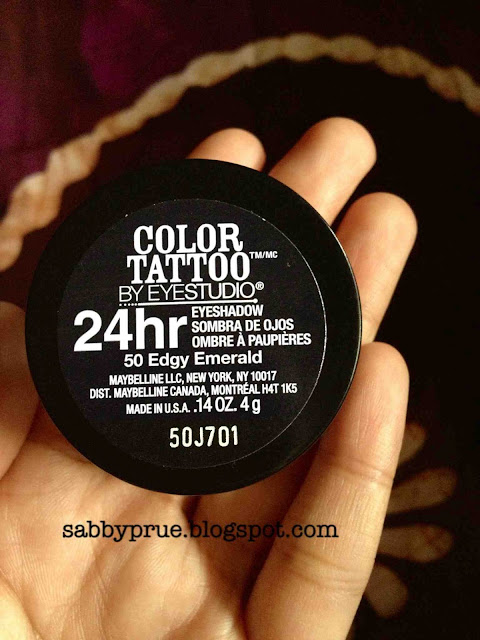 COLOR
TATTOO™/MC
BY EYESTUDIO®
24hr
EYESHADOW
SOMBRA DE OJOS
OMBRE À PAUPIÈRES
50 Edgy Emerald
MAYBELLINE LLC, NEW YORK, NY 10017
DIST. MAYBELLINE CANADA, MONTRÉAL H4T 1K5
MADE IN U.S.A. .14 OZ. 4 g
50J701
sabbyprue.blogspot.com